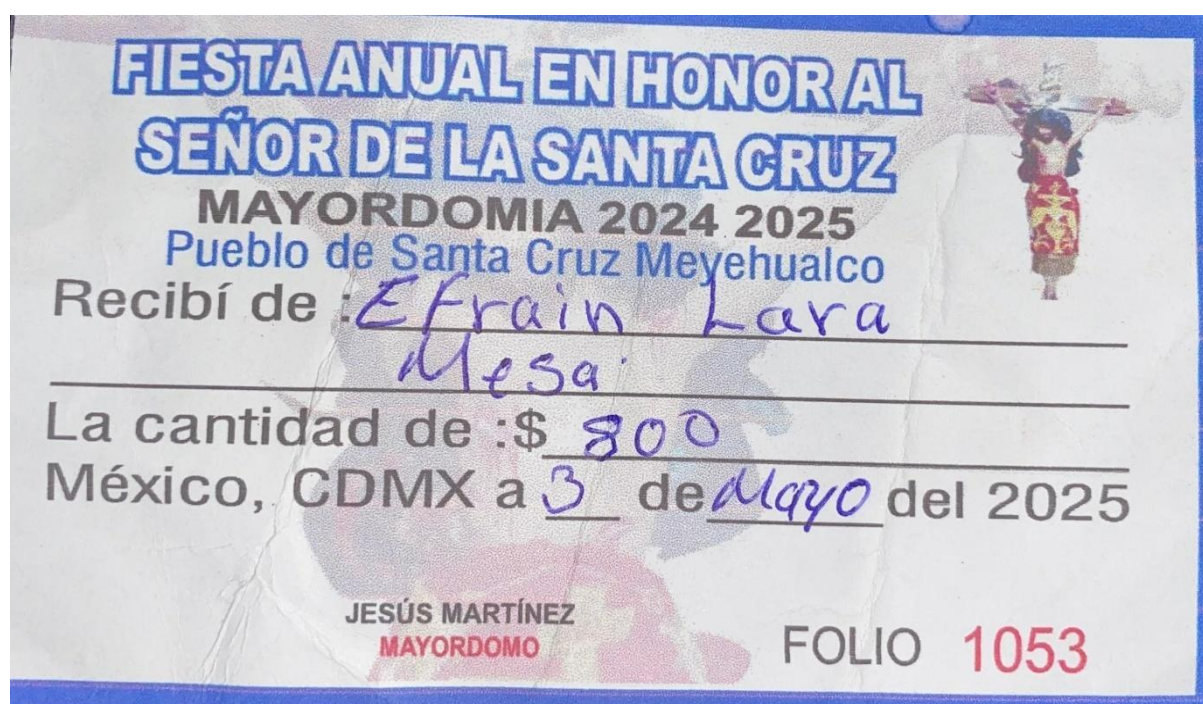 FIESTA ANUAL EN HONOR AL
SEÑOR DE LA SANTA CRUZ
MAYORDOMIA 2024 2025
Pueblo de Santa Cruz Meyehualco
Recibí de : Efrain Lara
Mesa.
La cantidad de :$ 800
México, CDMX a 3 de Mayo del 2025
JESÚS MARTÍNEZ
MAYORDOMO
FOLIO 1053